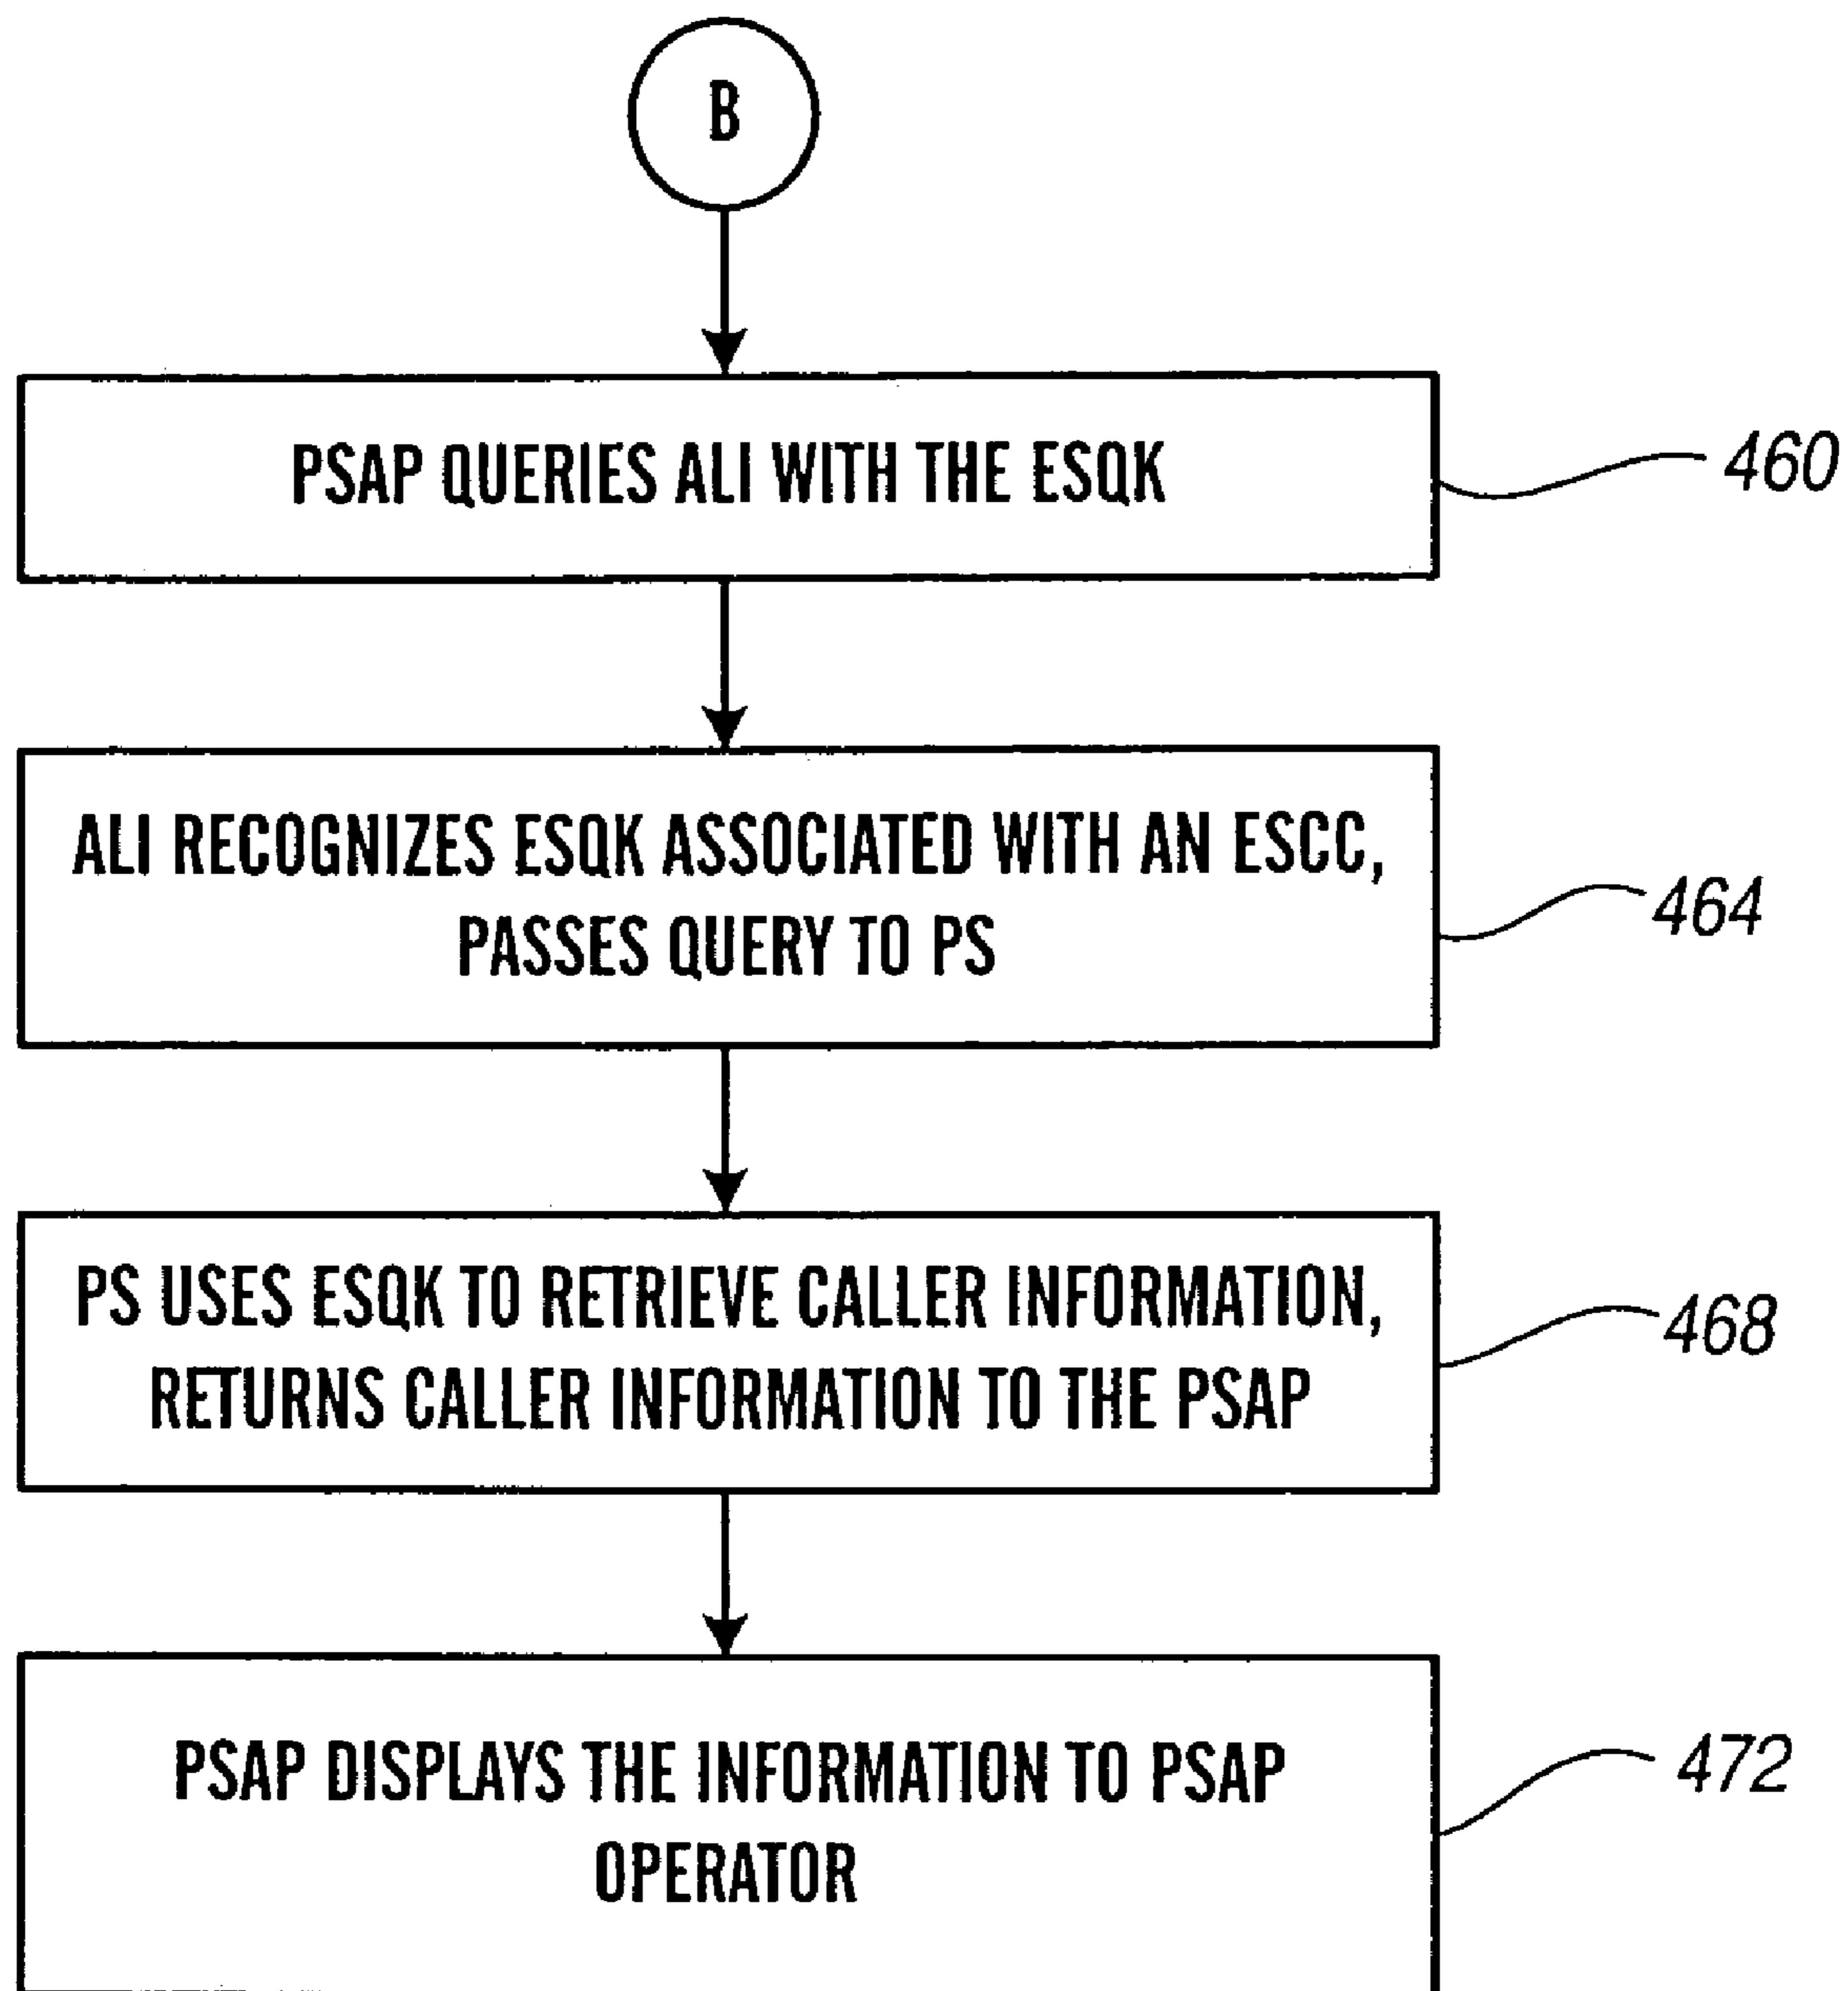 B
PSAP QUERIES ALI WITH THE ESQK
460
ALI RECOGNIZES ESQK ASSOCIATED WITH AN ESCC,
PASSES QUERY TO PS
464
PS USES ESQK TO RETRIEVE CALLER INFORMATION,
RETURNS CALLER INFORMATION TO THE PSAP
468
PSAP DISPLAYS THE INFORMATION TO PSAP
OPERATOR
472